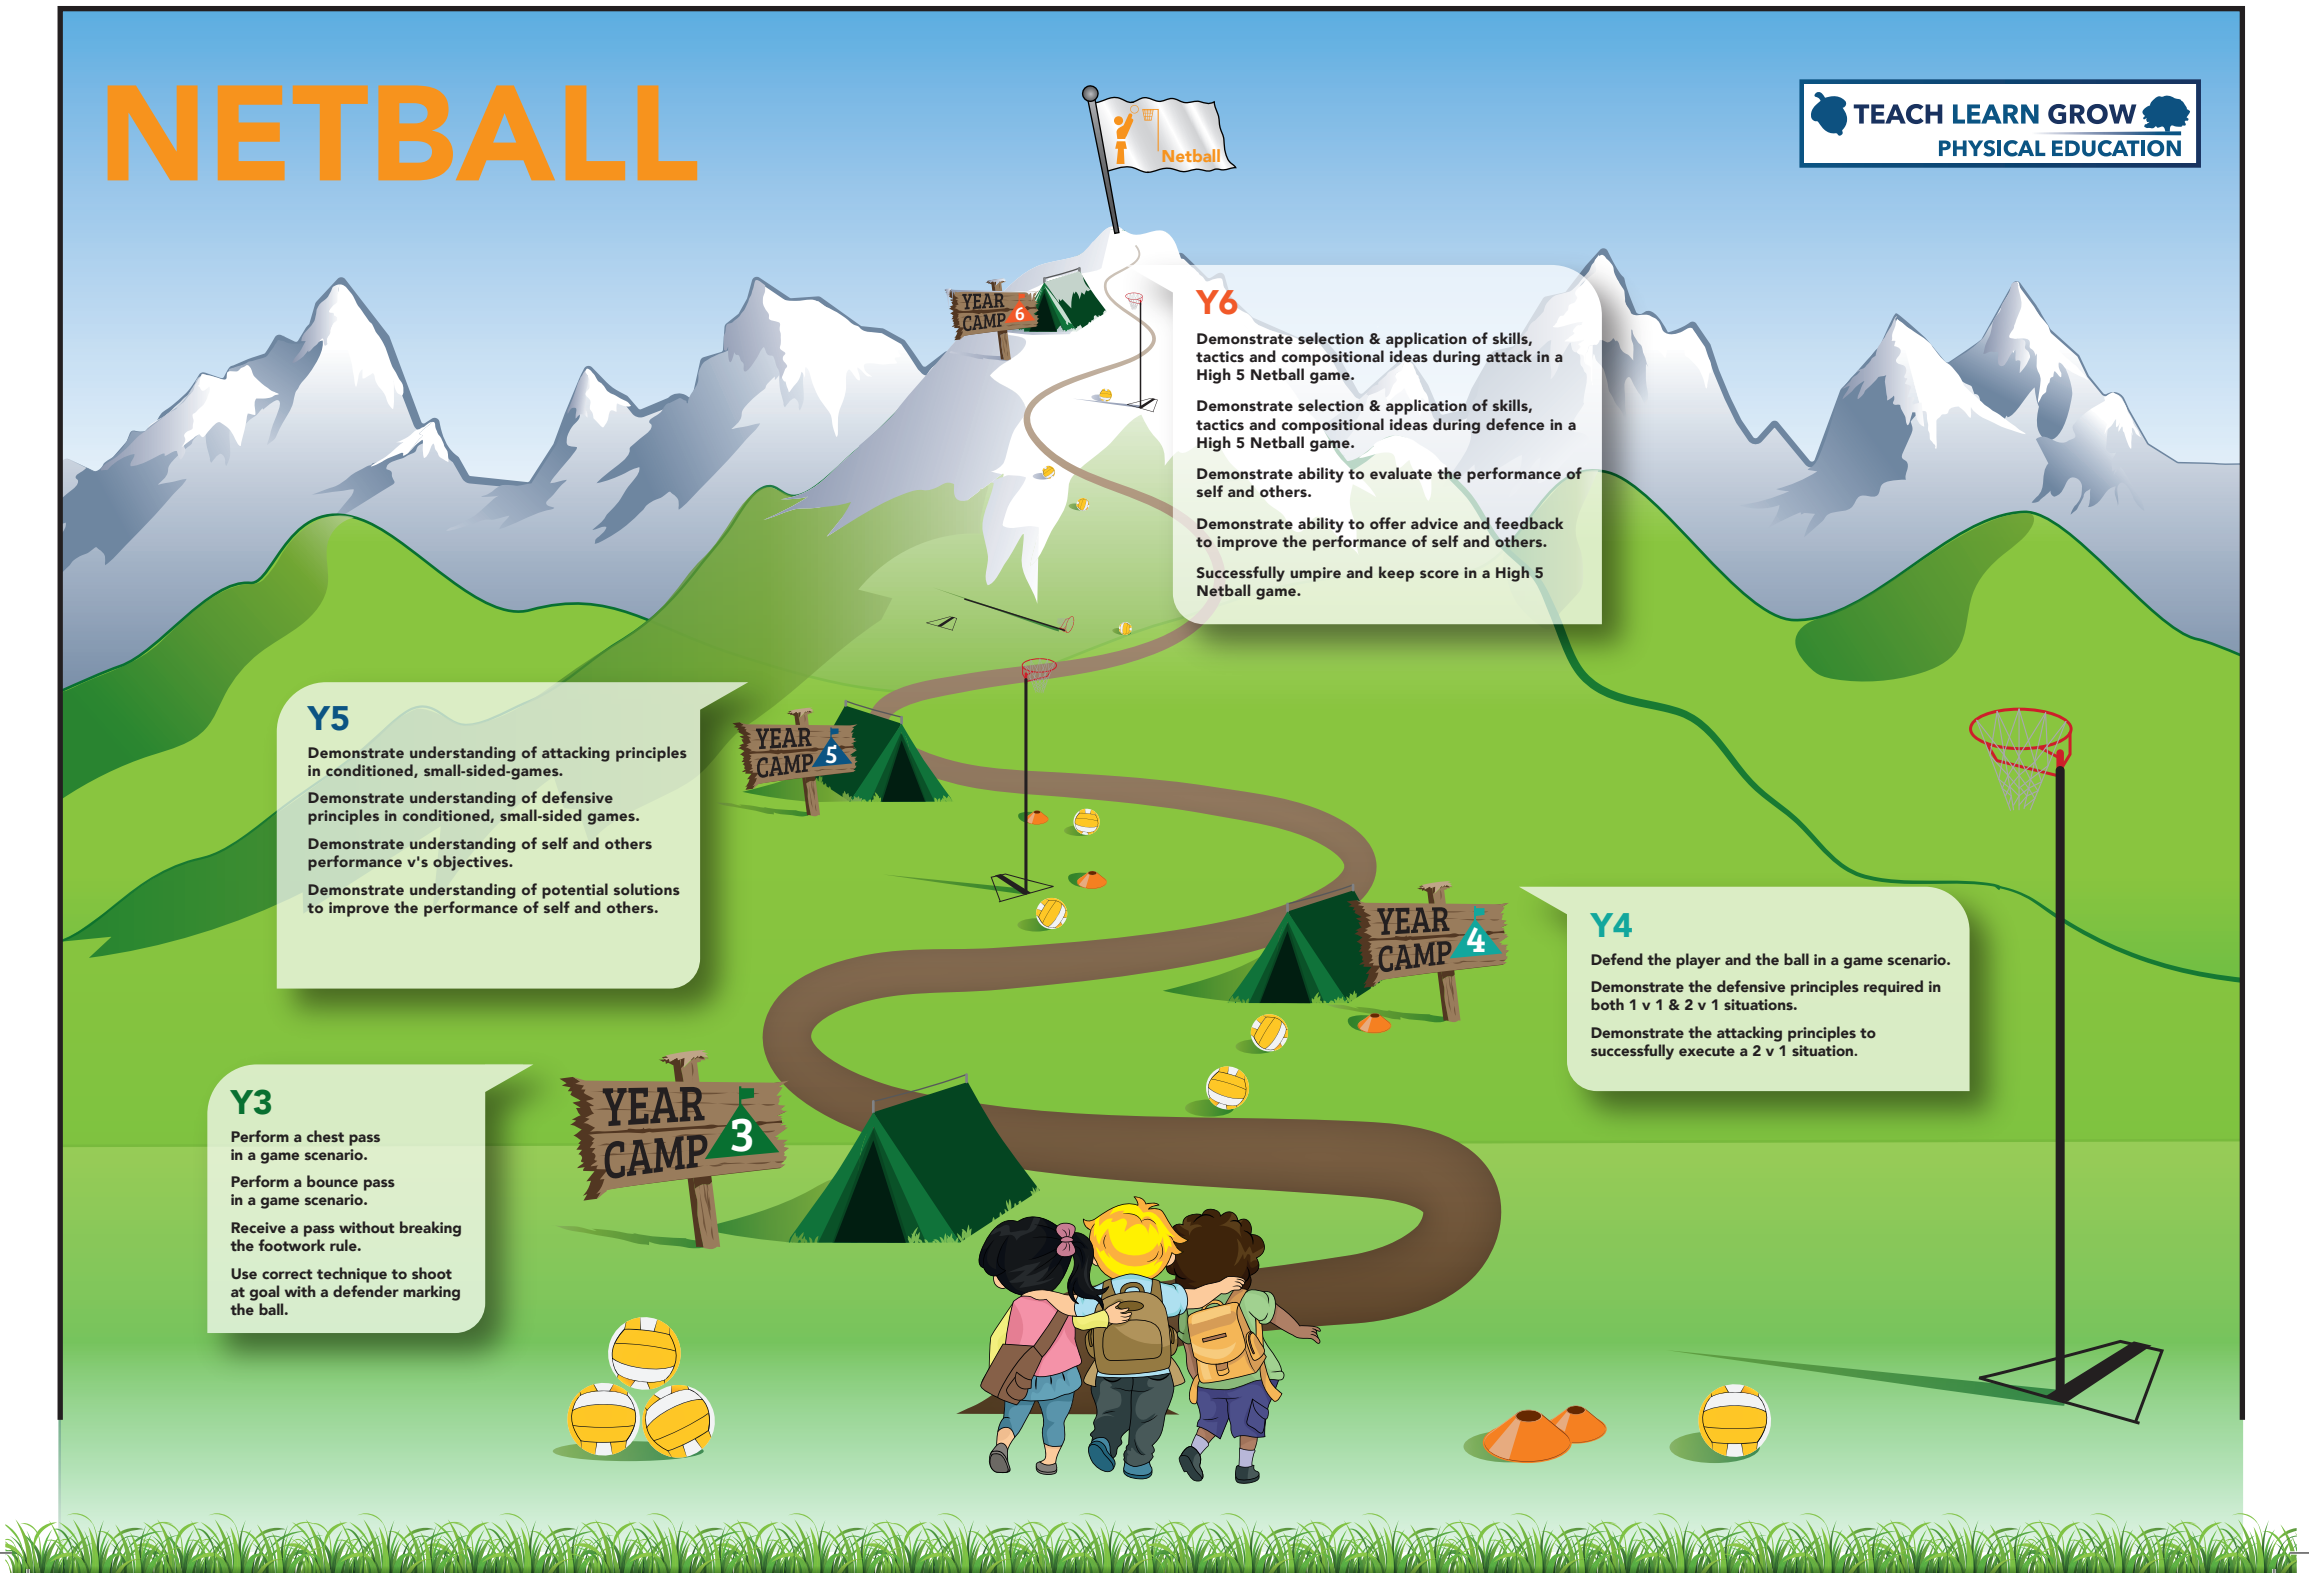 NETBALL
Netball
TEACH LEARN GROW
PHYSICAL EDUCATION
YEAR
CAMP 6
Y6
Demonstrate selection & application of skills,
tactics and compositional ideas during attack in a
High 5 Netball game.
Demonstrate selection & application of skills,
tactics and compositional ideas during defence in a
High 5 Netball game.
Demonstrate ability to evaluate the performance of
self and others.
Demonstrate ability to offer advice and feedback
to improve the performance of self and others.
Successfully umpire and keep score in a High 5
Netball game.
Y5
Demonstrate understanding of attacking principles
in conditioned, small-sided-games.
Demonstrate understanding of defensive
principles in conditioned, small-sided games.
Demonstrate understanding of self and others
performance v's objectives.
Demonstrate understanding of potential solutions
to improve the performance of self and others.
YEAR
CAMP 5
YEAR
CAMP 4
Y4
Defend the player and the ball in a game scenario.
Demonstrate the defensive principles required in
both 1 v 1 & 2 v 1 situations.
Demonstrate the attacking principles to
successfully execute a 2 v 1 situation.
Y3
Perform a chest pass
in a game scenario.
Perform a bounce pass
in a game scenario.
Receive a pass without breaking
the footwork rule.
Use correct technique to shoot
at goal with a defender marking
the ball.
YEAR
CAMP 3